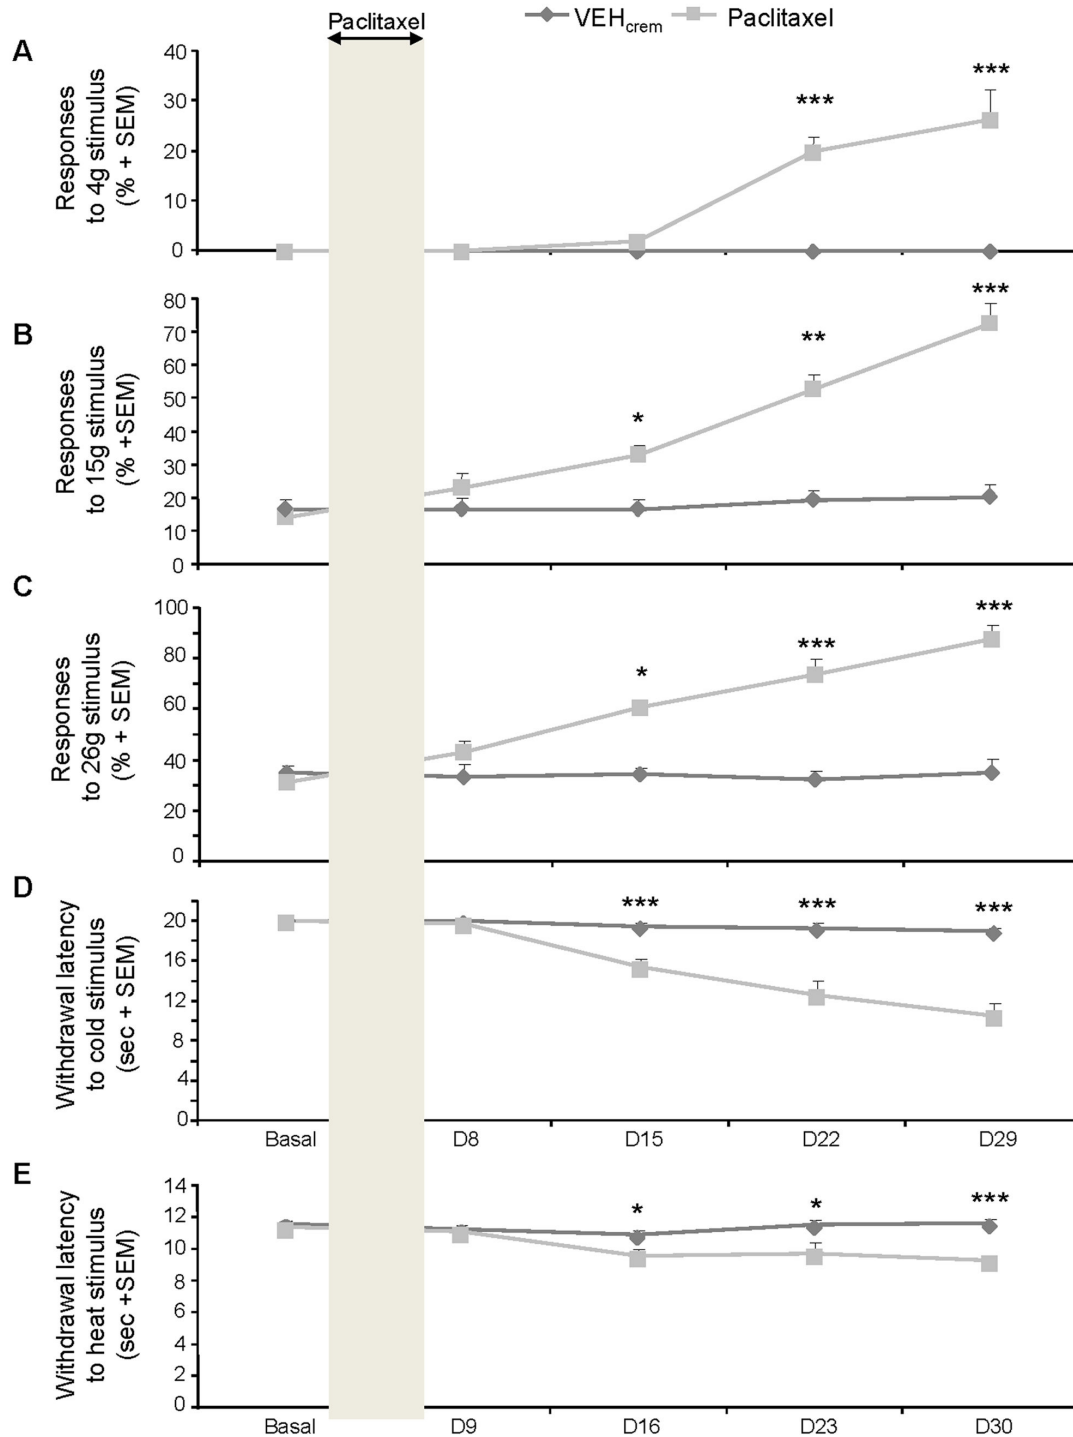 Paclitaxel
VEHcrem Paclitaxel
A
Responses
to 4g stimulus
(% + SEM)
40
30
20
10
0
***
***
B
Responses
to 15g stimulus
(% +SEM)
80
70
60
50
40
30
20
10
0
*
**
***
C
Responses
to 26g stimulus
(% + SEM)
100
80
60
40
20
0
*
***
***
D
Withdrawal latency
to cold stimulus
(sec + SEM)
20
16
12
8
4
0
***
***
***
Basal D8 D15 D22 D29
E
Withdrawal latency
to heat stimulus
(sec +SEM)
14
12
10
8
6
4
2
0
*
*
***
Basal D9 D16 D23 D30